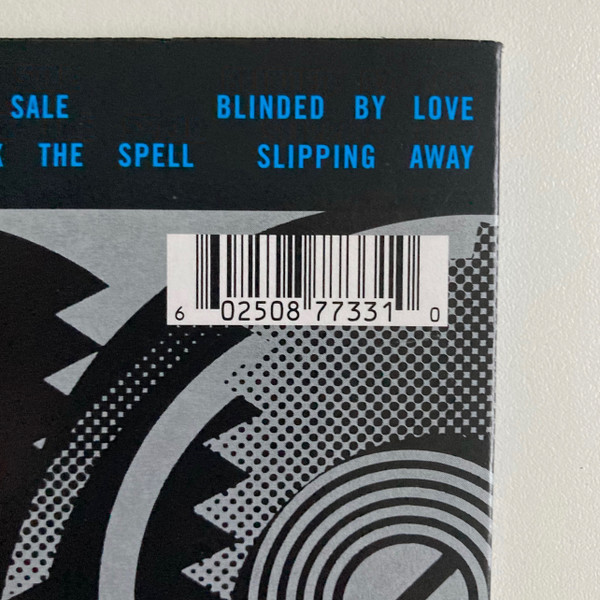 SALE BLINDED BY LOVE
THE SPELL SLIPPING AWAY
6 02508 77331 0